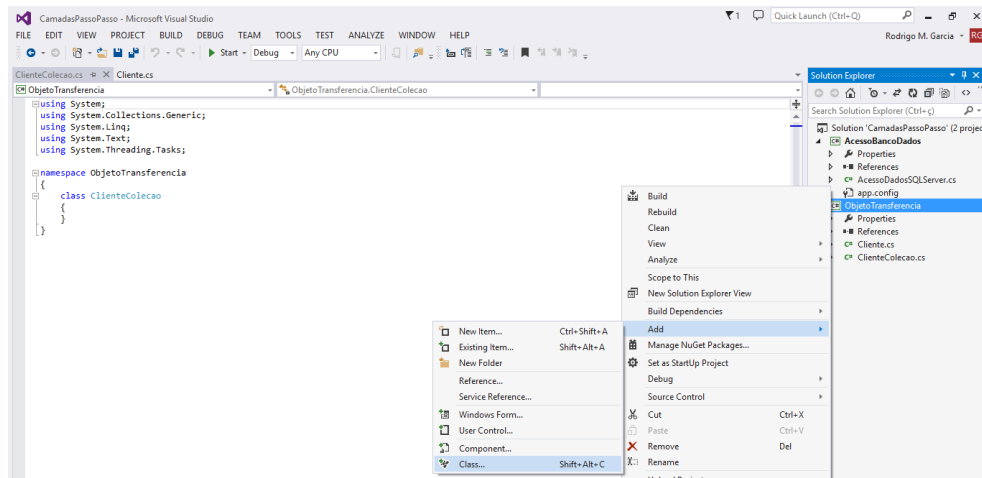 CamadasPassoPasso - Microsoft Visual Studio
1
Quick Launch (Ctrl+Q)
FILE EDIT VIEW PROJECT BUILD DEBUG TEAM TOOLS TEST ANALYZE WINDOW HELP
Rodrigo M. Garcia
RG
Start
Debug
Any CPU
ClienteColecao.cs
Cliente.cs
ObjetoTransferencia
ObjetoTransferencia.ClienteColecao
using System;
using System.Collections.Generic;
using System.Linq;
using System.Text;
using System.Threading.Tasks;
namespace ObjetoTransferencia
{
class ClienteColecao
{
}
}
Solution Explorer
Search Solution Explorer (Ctrl+ç)
Solution 'CamadasPassoPasso' (2 projec
AcessoBancoDados
Properties
References
AcessoDadosSQLServer.cs
app.config
ObjetoTransferencia
Properties
References
Cliente.cs
ClienteColecao.cs
Build
Rebuild
Clean
View
Analyze
Scope to This
New Solution Explorer View
Build Dependencies
Add
Manage NuGet Packages...
Set as StartUp Project
Debug
Source Control
Cut Ctrl+X
Paste Ctrl+V
Remove Del
Rename
New Item... Ctrl+Shift+A
Existing Item... Shift+Alt+A
New Folder
Reference...
Service Reference...
Windows Form...
User Control...
Component...
Class... Shift+Alt+C